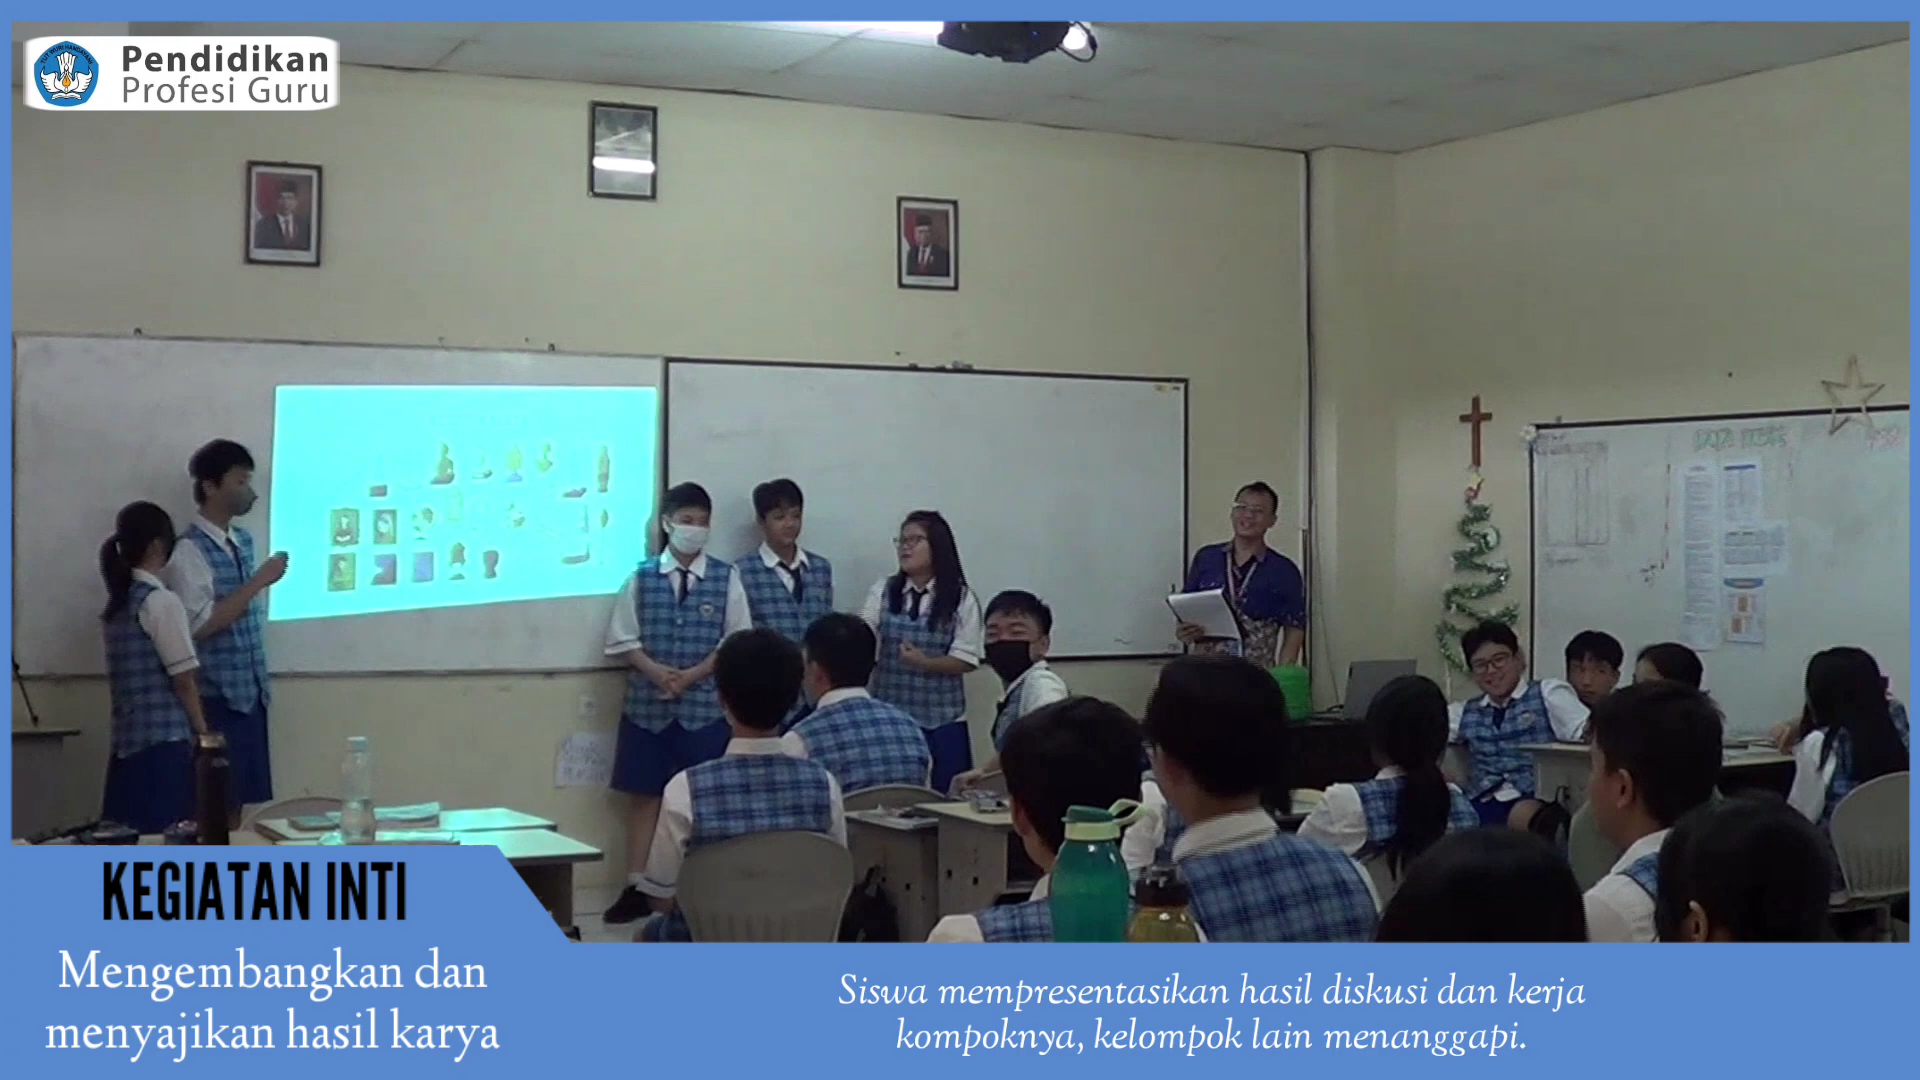 Pendidikan
Profesi Guru
KEGIATAN INTI
Mengembangkan dan
menyajikan hasil karya
Siswa mempresentasikan hasil diskusi dan kerja
kompoknya, kelompok lain menanggapi.